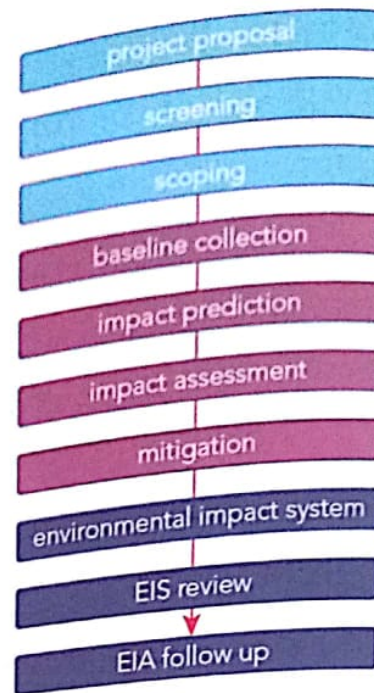 project proposal
screening
scoping
baseline collection
impact prediction
impact assessment
mitigation
environmental impact system
EIS review
EIA follow up